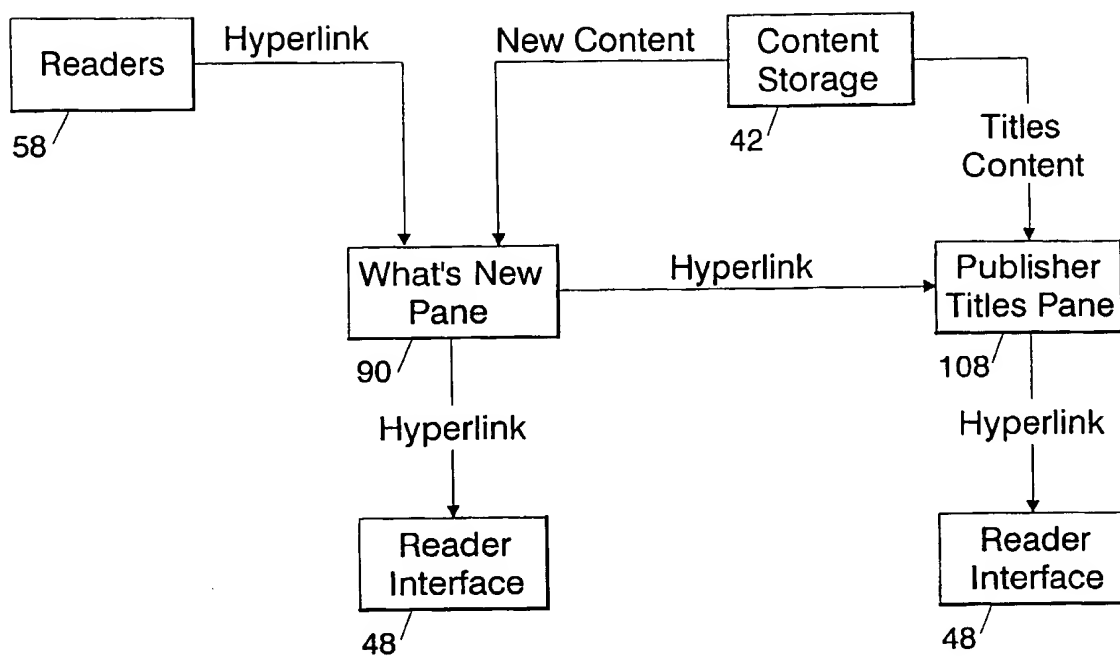 Readers
58
Hyperlink
New Content
Content
Storage
42
Titles
Content
What's New
Pane
90
Hyperlink
Publisher
Titles Pane
108
Hyperlink
Hyperlink
Reader
Interface
48
Reader
Interface
48